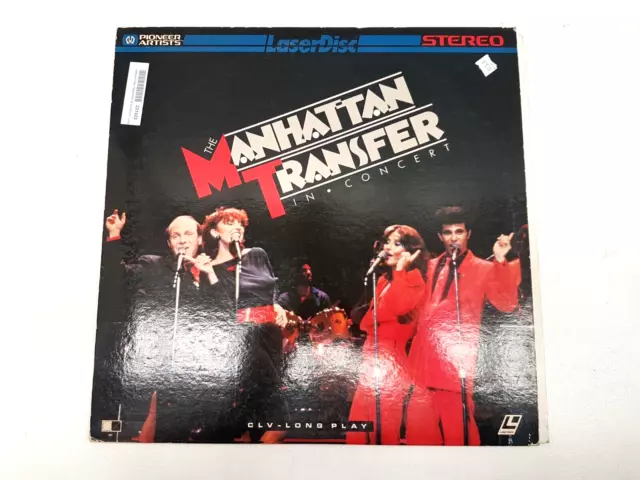 PIONEER
ARTISTS
LaserDisc
STEREO
THE
MANHATTAN
TRANSFER
IN • CONCERT
CLV-LONG PLAY